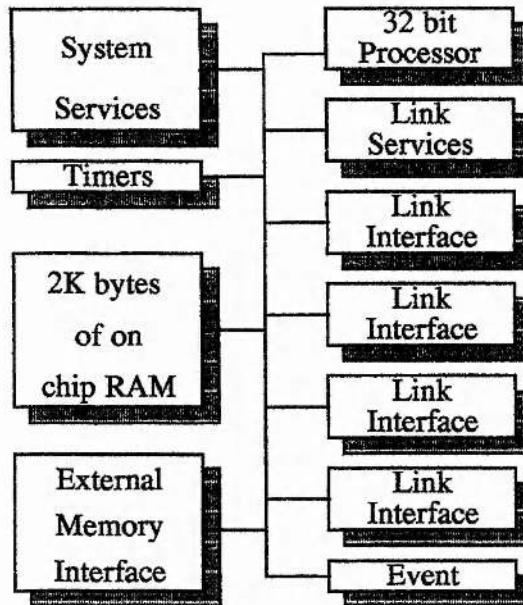 System
Services
Timers
2K bytes
of on
chip RAM
External
Memory
Interface
32 bit
Processor
Link
Services
Link
Interface
Link
Interface
Link
Interface
Link
Interface
Event